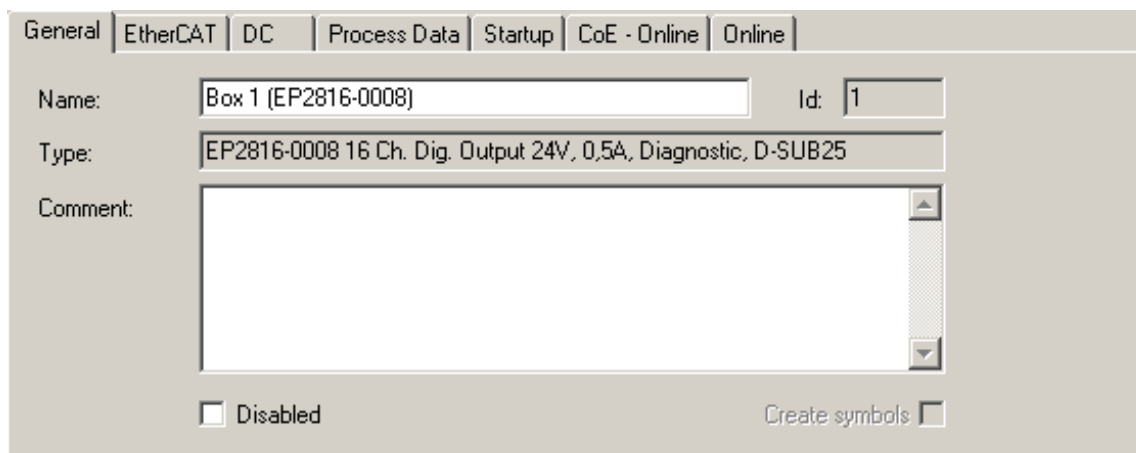 General EtherCAT DC Process Data Startup CoE - Online Online
Name: Box 1 (EP2816-0008) Id: 1
Type: EP2816-0008 16 Ch. Dig. Output 24V, 0,5A, Diagnostic, D-SUB25
Comment:
Disabled Create symbols